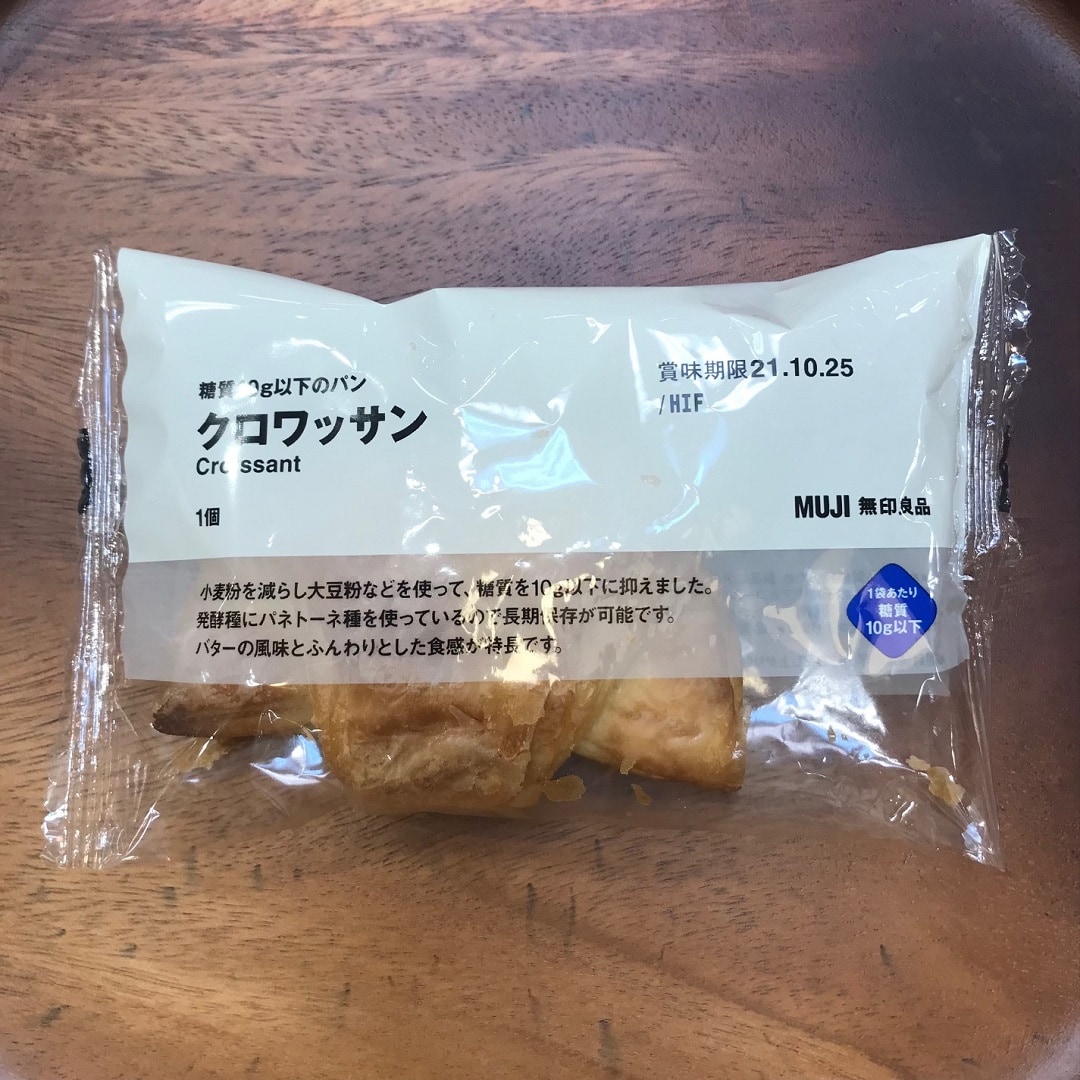 糖質10g以下のパン
クロワッサン
Croissant
1個
賞味期限21.10.25
/HIF
MUJI 無印良品
小麦粉を減らし大豆粉などを使って、糖質を10g以下に抑えました。
発酵種にパネトーネ種を使っているので長期保存が可能です。
バターの風味とふんわりとした食感が特長です。
1袋あたり
糖質
10g以下